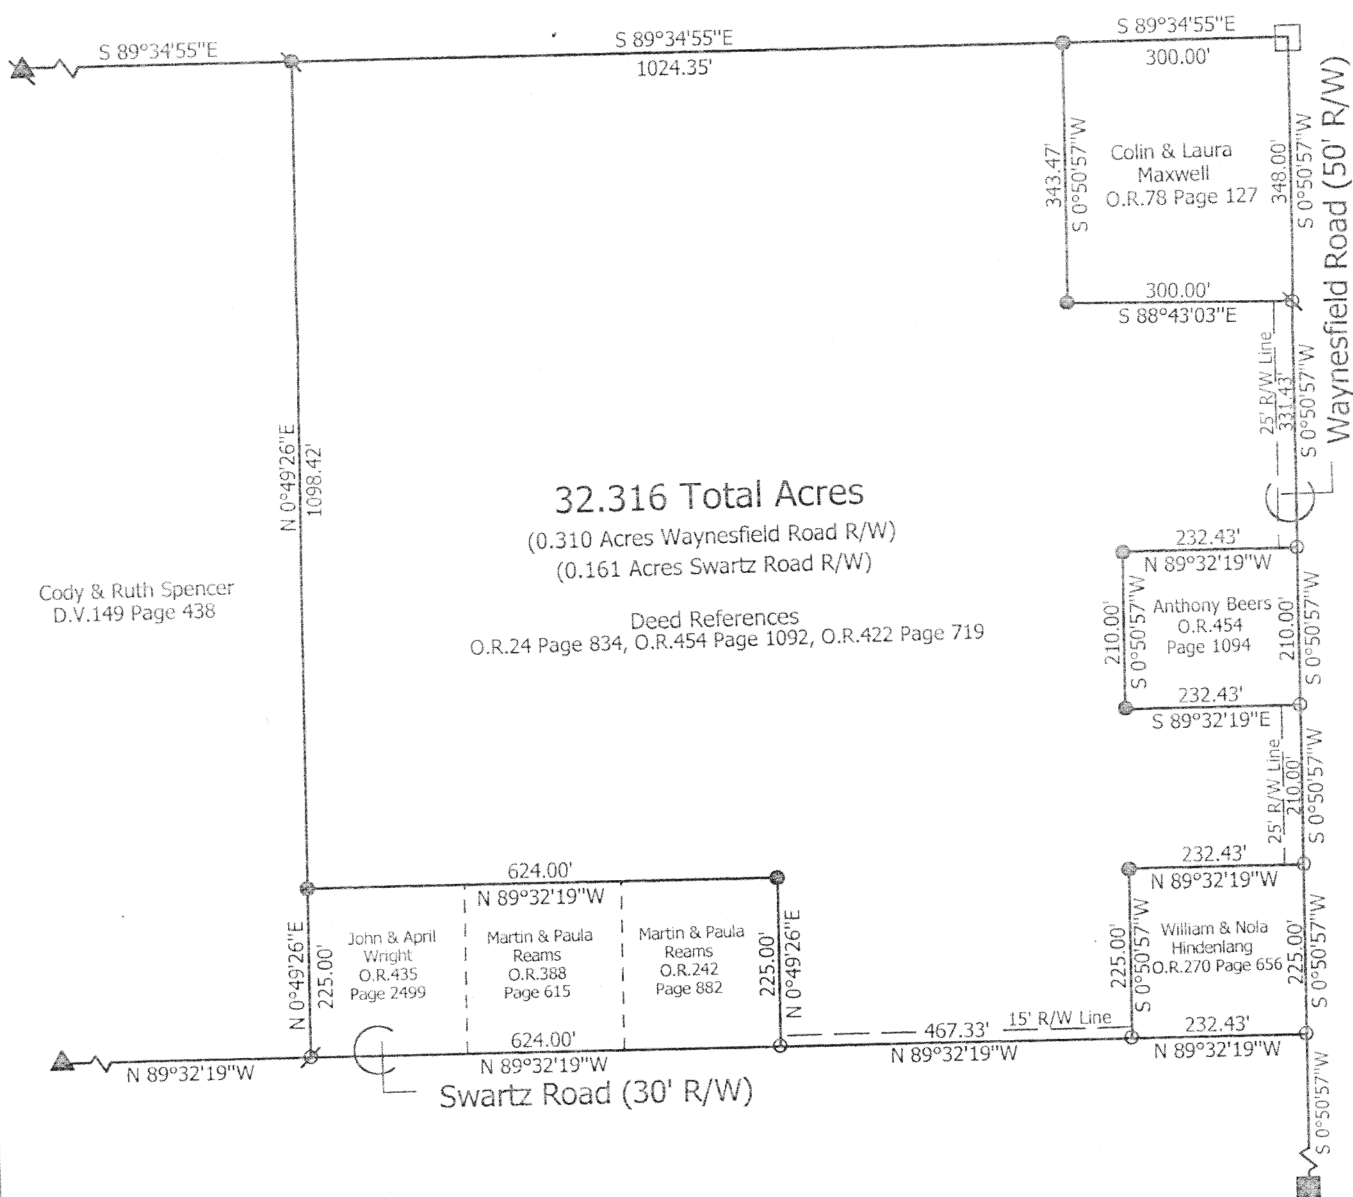 S 89°34'55"E
S 89°34'55"E
1024.35'
S 89°34'55"E
300.00'
343.47'
S 0°50'57"W
Colin & Laura
Maxwell
O.R.78 Page 127
348.00'
S 0°50'57"W
Waynesfield Road (50' R/W)
300.00'
S 88°43'03"E
25' R/W Line
331.43'
S 0°50'57"W
N 0°49'26"E
1098.42'
32.316 Total Acres
(0.310 Acres Waynesfield Road R/W)
(0.161 Acres Swartz Road R/W)
Deed References
O.R.24 Page 834, O.R.454 Page 1092, O.R.422 Page 719
Cody & Ruth Spencer
D.V.149 Page 438
232.43'
N 89°32'19"W
210.00'
S 0°50'57"W
Anthony Beers
O.R.454
Page 1094
210.00'
S 0°50'57"W
232.43'
S 89°32'19"E
25' R/W Line
210.00'
S 0°50'57"W
624.00'
N 89°32'19"W
232.43'
N 89°32'19"W
N 0°49'26"E
225.00'
John & April
Wright
O.R.435
Page 2499
Martin & Paula
Reams
O.R.388
Page 615
Martin & Paula
Reams
O.R.242
Page 882
225.00'
N 0°49'26"E
225.00'
S 0°50'57"W
William & Nola
Hindenlang
O.R.270 Page 656
225.00'
S 0°50'57"W
N 89°32'19"W
624.00'
N 89°32'19"W
467.33'
15' R/W Line
N 89°32'19"W
232.43'
N 89°32'19"W
Swartz Road (30' R/W)
S 0°50'57"W